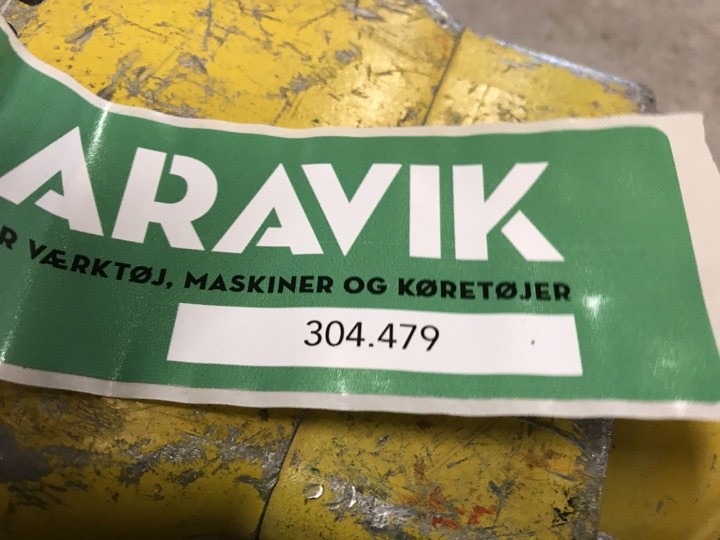 ARAVIK
R VÆRKTØJ, MASKINER OG KØRETØJER
304.479